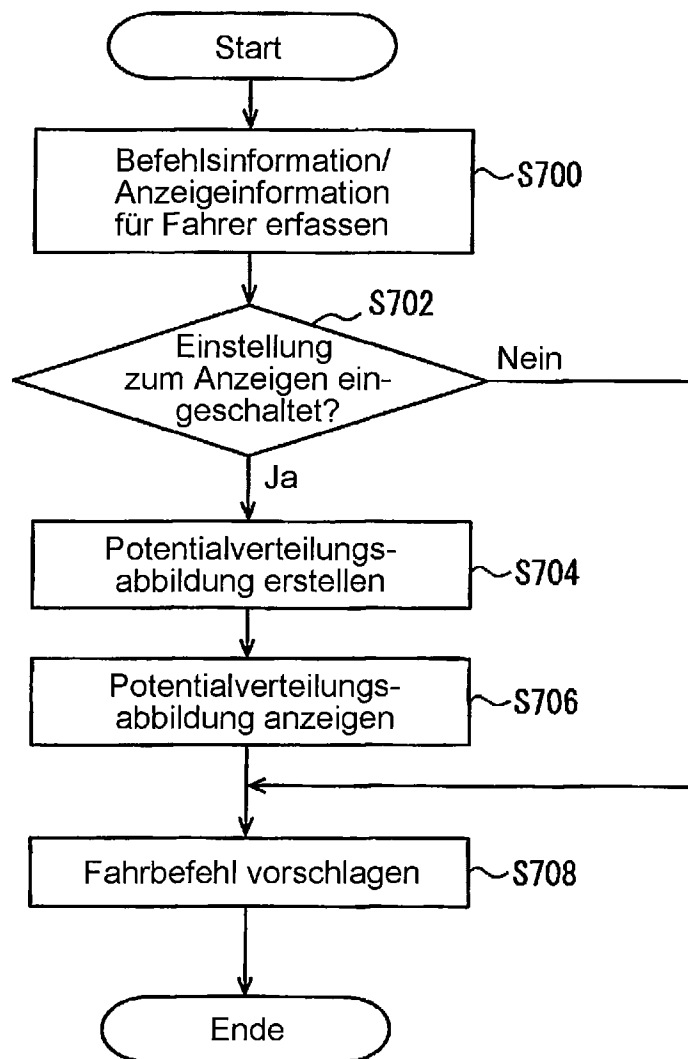 Start
Befehlsinformation/
Anzeigeinformation
für Fahrer erfassen
S700
S702
Einstellung
zum Anzeigen ein-
geschaltet?
Nein
Ja
Potentialverteilungs-
abbildung erstellen
S704
Potentialverteilungs-
abbildung anzeigen
S706
Fahrbefehl vorschlagen
S708
Ende